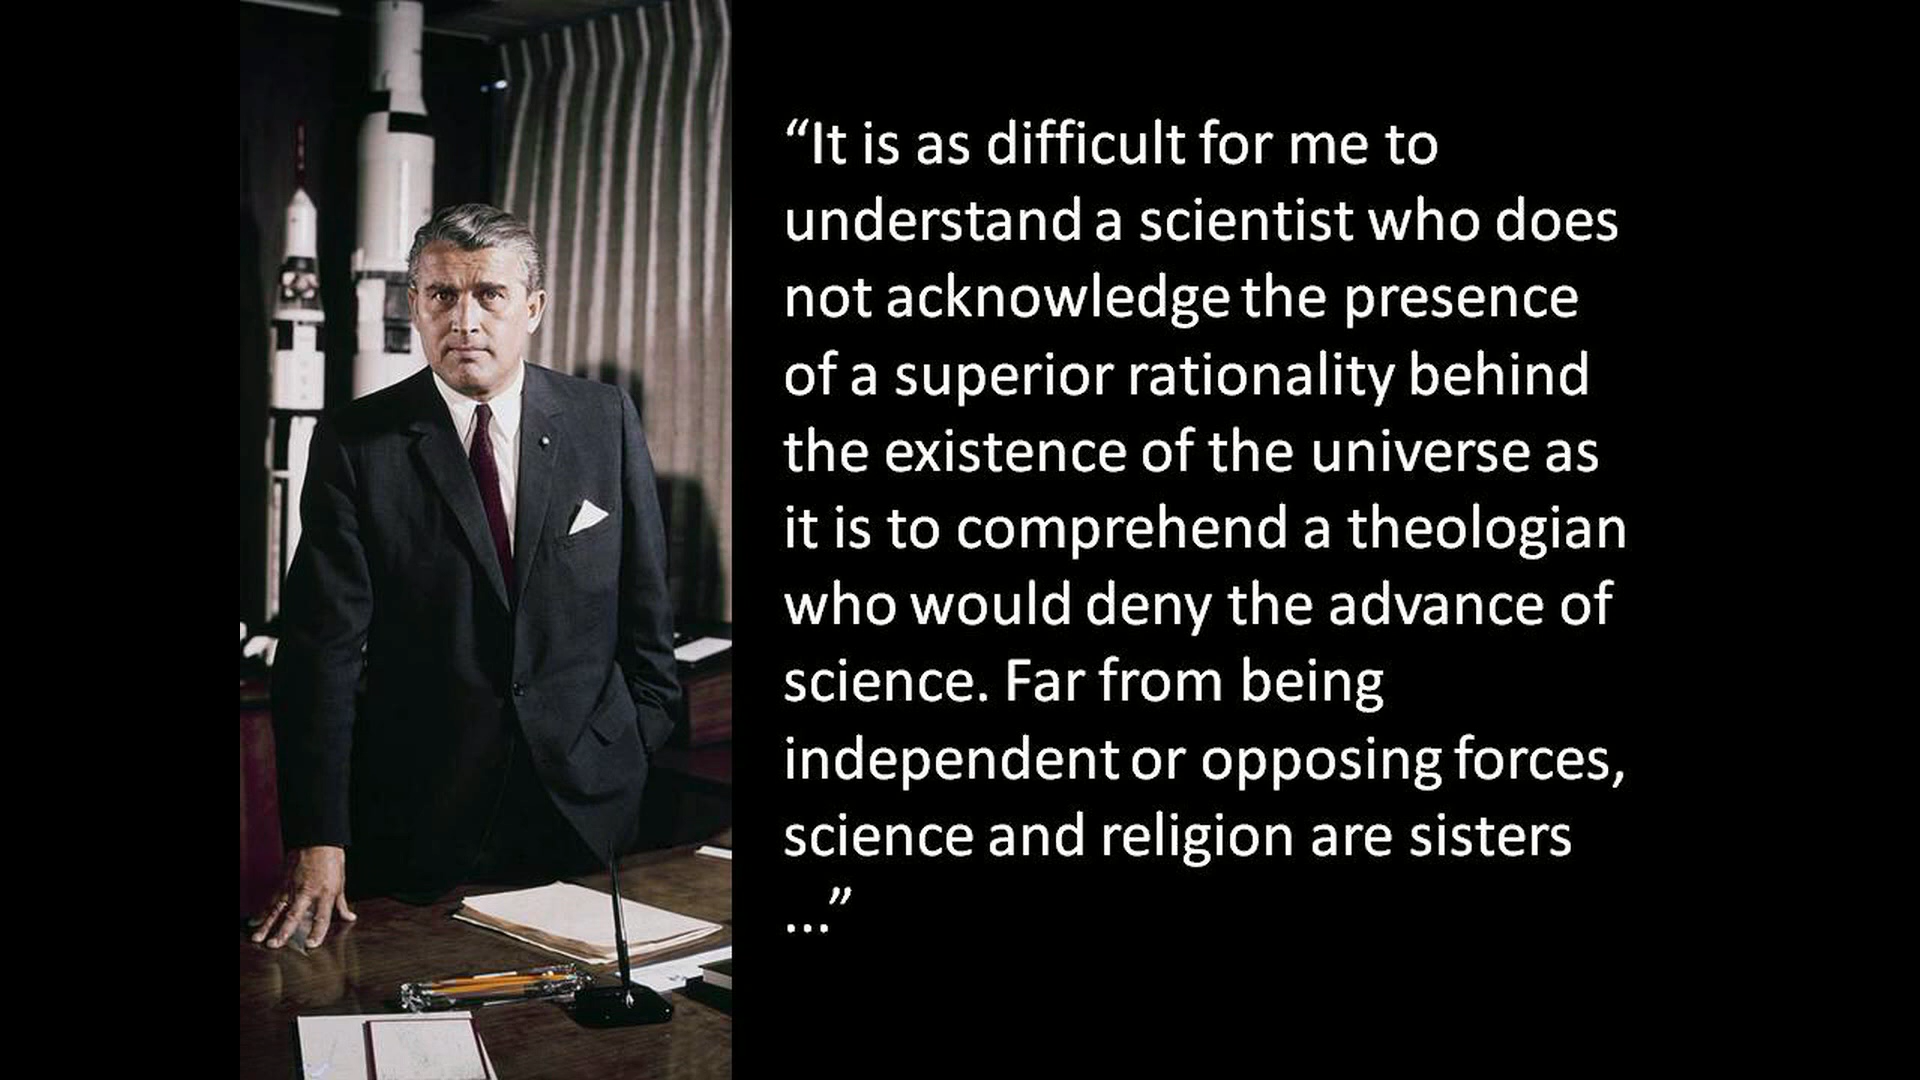 “It is as difficult for me to
understand a scientist who does
not acknowledge the presence
of a superior rationality behind
the existence of the universe as
it is to comprehend a theologian
who would deny the advance of
science. Far from being
independent or opposing forces,
science and religion are sisters
...”